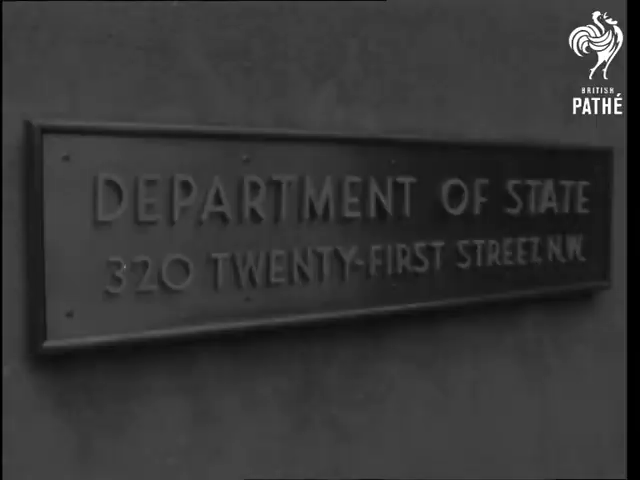 BRITISH
PATHÉ
DEPARTMENT OF STATE
320 TWENTY-FIRST STREET, N.W.